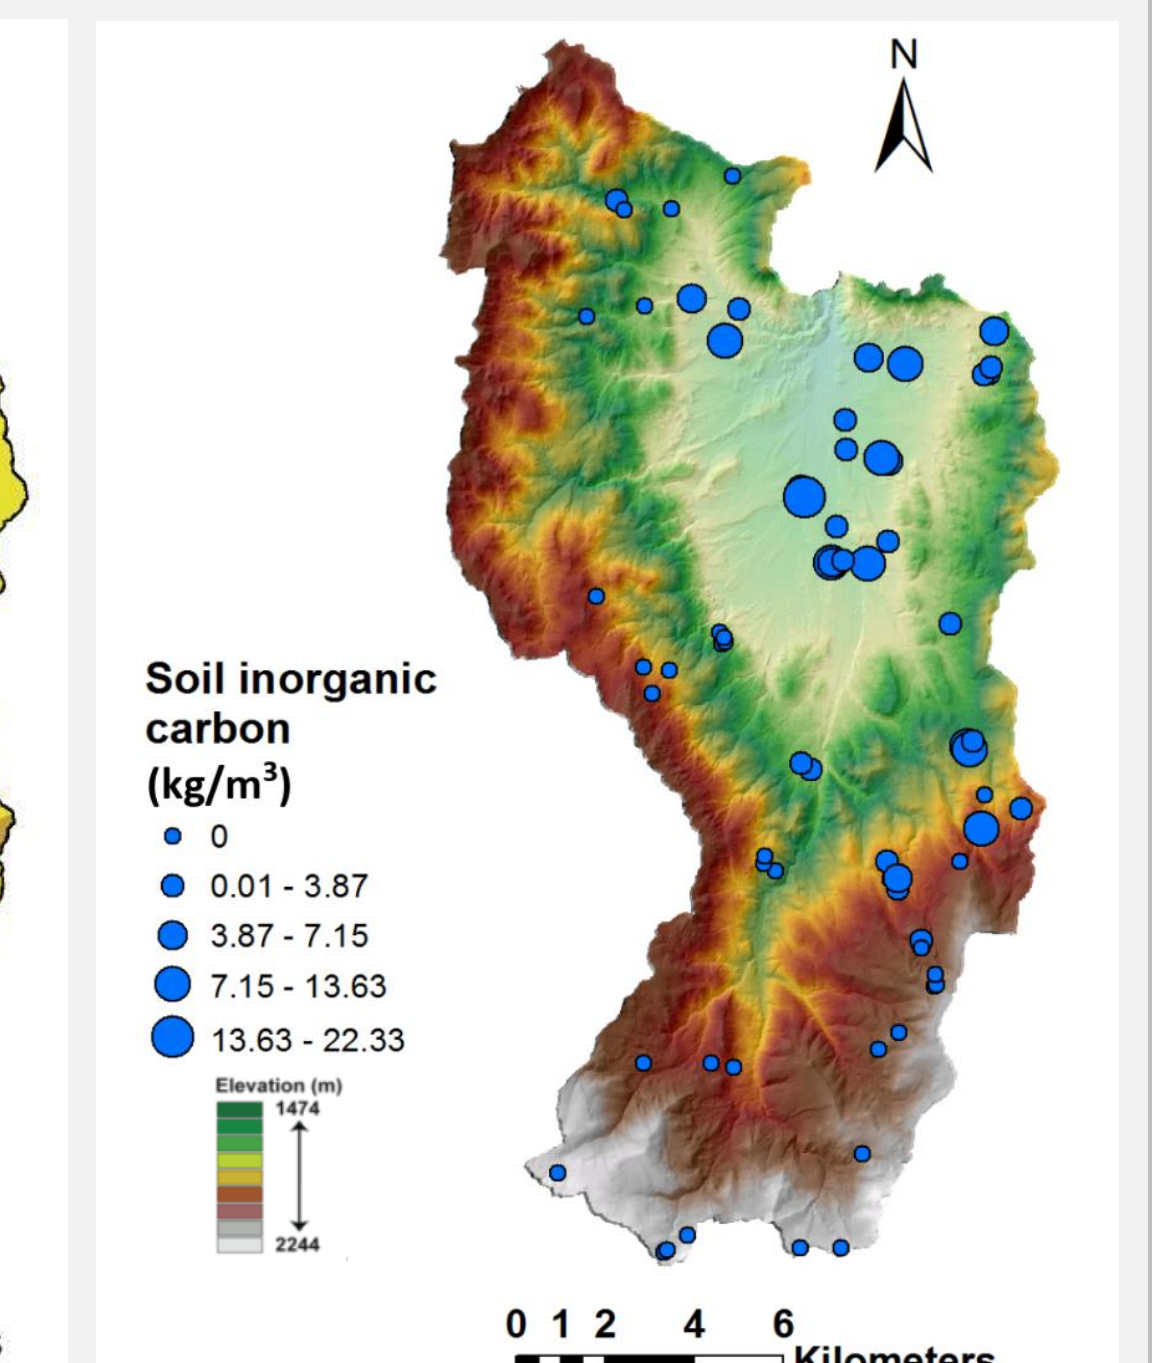 N
Soil inorganic
carbon
(kg/m³)
0
0.01 - 3.87
3.87 - 7.15
7.15 - 13.63
13.63 - 22.33
Elevation (m)
1474
2244
0 1 2 4 6
Kilometers